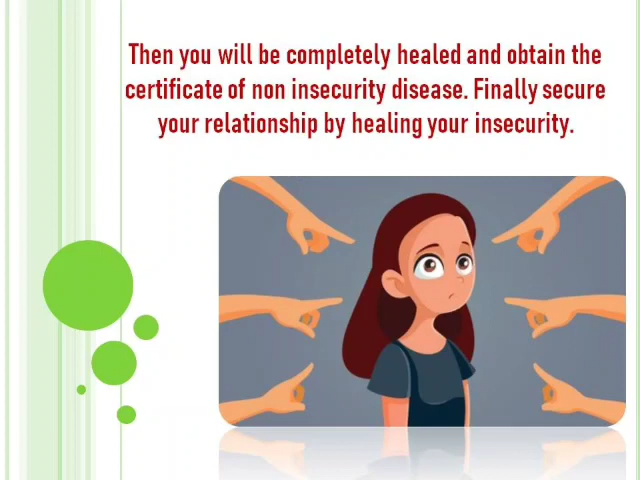 Then you will be completely healed and obtain the
certificate of non insecurity disease. Finally secure
your relationship by healing your insecurity.